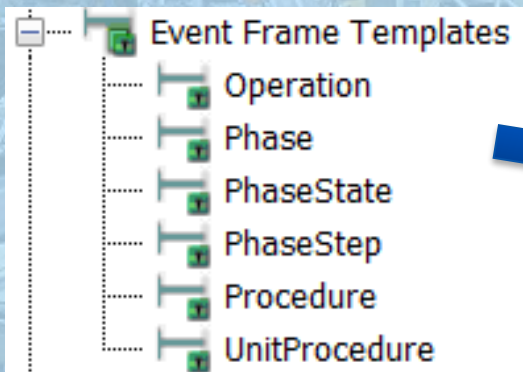 Event Frame Templates
Operation
Phase
PhaseState
PhaseStep
Procedure
UnitProcedure